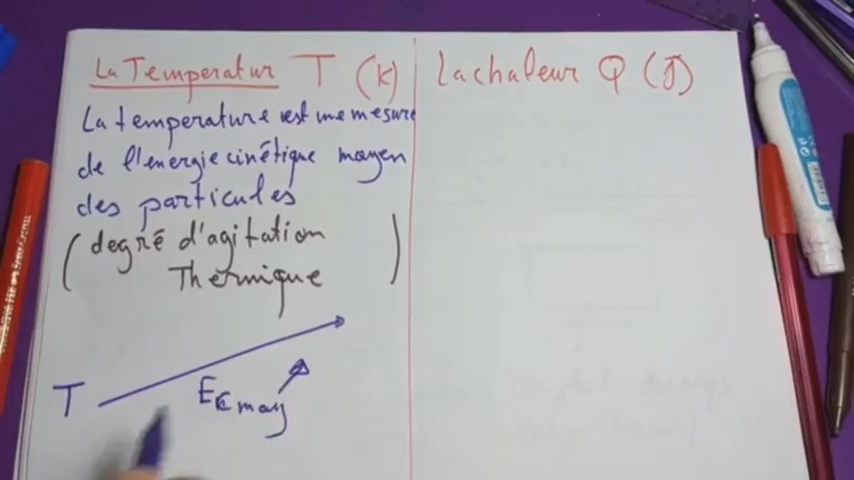 La Temperatur T (K)
La temperature est une mesure
de l'énergie cinétique moyen
des particules
(degré d'agitation
Thermique)
T
Ec moy
La chaleur Q (J)